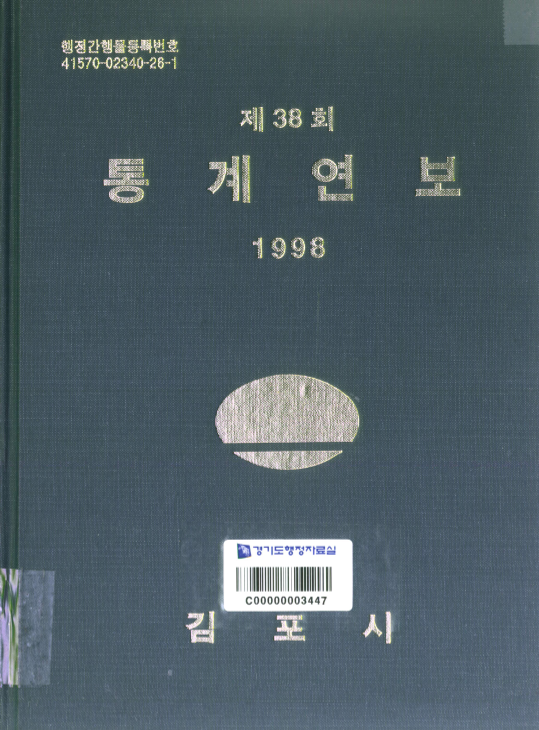 행정간행물등록번호
41570-02340-26-1
제 38 회
통 계 연 보
1998
경기도행정자료실
C00000003447
김 포 시